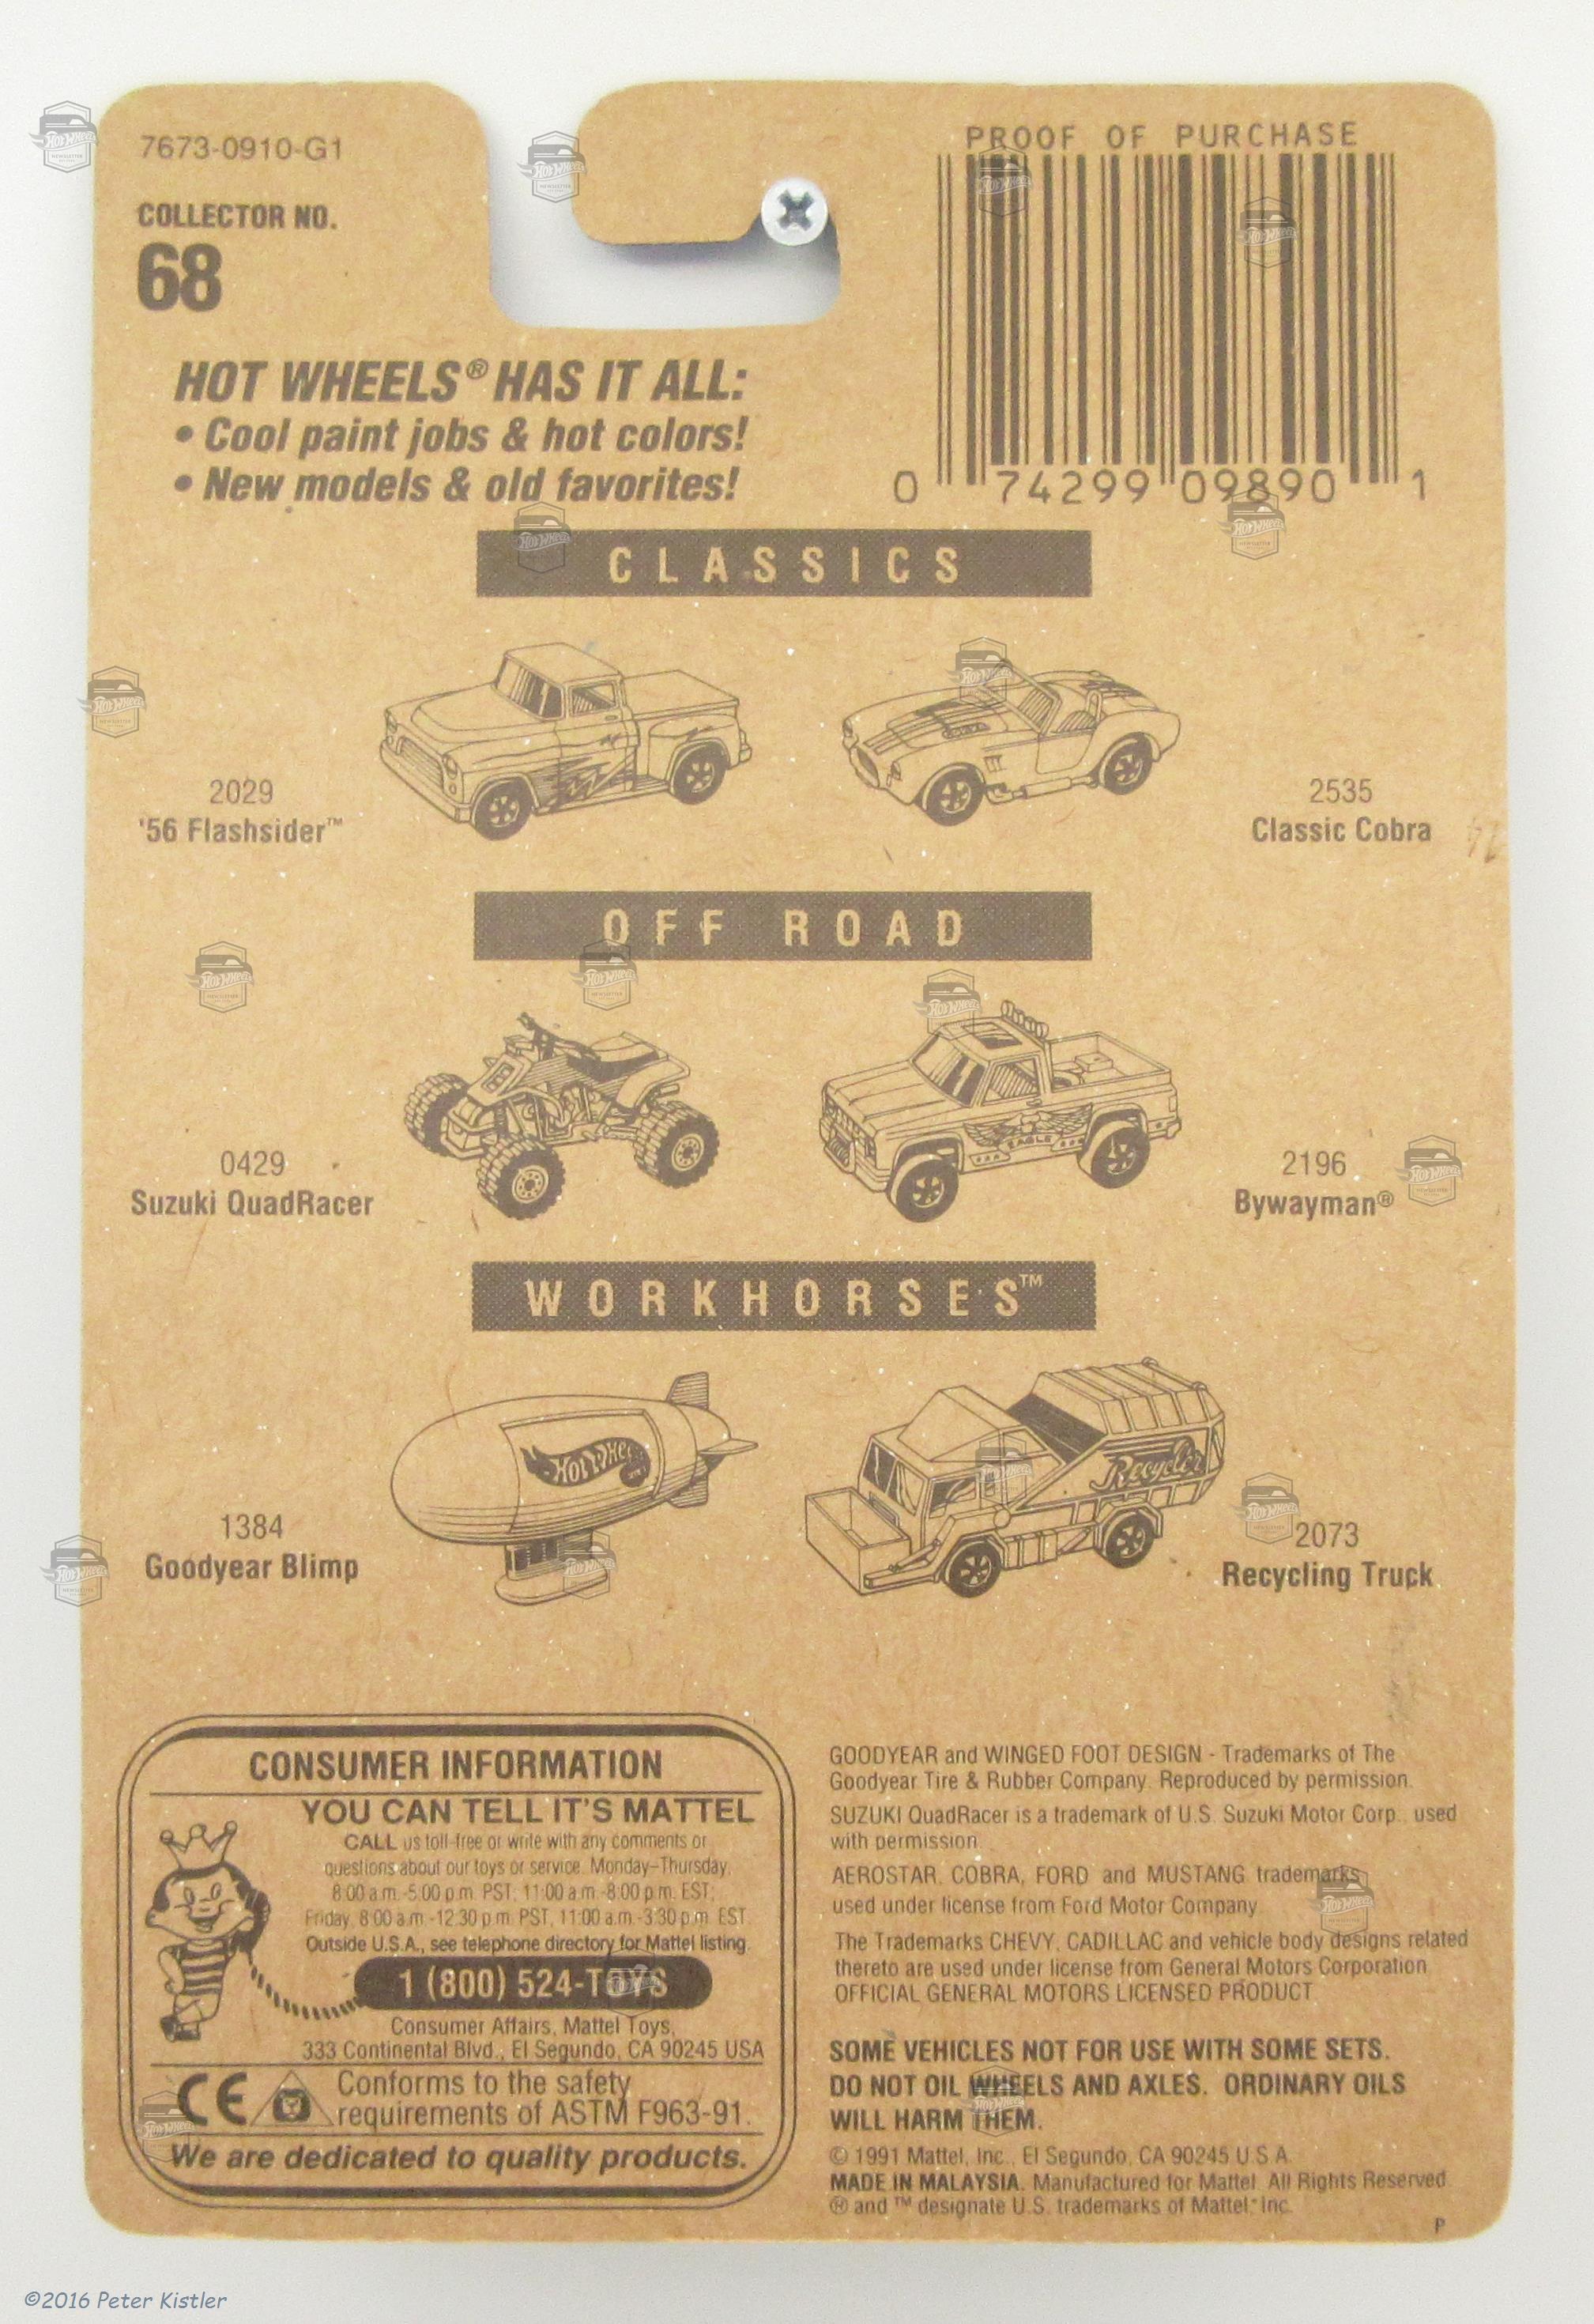 7673-0910-G1
COLLECTOR NO.
68
PROOF OF PURCHASE
0 74299 09890 1
HOT WHEELS® HAS IT ALL:
• Cool paint jobs & hot colors!
• New models & old favorites!
CLASSICS
2029
'56 Flashsider™
2535
Classic Cobra
OFF ROAD
0429
Suzuki QuadRacer
EAGLE
2196
Bywayman®
WORKHORSES™
1384
Goodyear Blimp
Hot Wheels
Recycler
2073
Recycling Truck
CONSUMER INFORMATION
YOU CAN TELL IT'S MATTEL
CALL us toll-free or write with any comments or
questions about our toys or service. Monday–Thursday,
8:00 a.m.-5:00 p.m. PST; 11:00 a.m.-8:00 p.m. EST;
Friday, 8:00 a.m.-12:30 p.m. PST, 11:00 a.m.-3:30 p.m. EST.
Outside U.S.A., see telephone directory for Mattel listing.
1 (800) 524-TOYS
Consumer Affairs, Mattel Toys,
333 Continental Blvd., El Segundo, CA 90245 USA
CE
Conforms to the safety
requirements of ASTM F963-91.
We are dedicated to quality products.
GOODYEAR and WINGED FOOT DESIGN - Trademarks of The
Goodyear Tire & Rubber Company. Reproduced by permission.
SUZUKI QuadRacer is a trademark of U.S. Suzuki Motor Corp., used
with permission.
AEROSTAR, COBRA, FORD and MUSTANG trademarks
used under license from Ford Motor Company.
The Trademarks CHEVY, CADILLAC and vehicle body designs related
thereto are used under license from General Motors Corporation.
OFFICIAL GENERAL MOTORS LICENSED PRODUCT.
SOME VEHICLES NOT FOR USE WITH SOME SETS.
DO NOT OIL WHEELS AND AXLES. ORDINARY OILS
WILL HARM THEM.
© 1991 Mattel, Inc., El Segundo, CA 90245 U.S.A.
MADE IN MALAYSIA. Manufactured for Mattel. All Rights Reserved.
® and ™ designate U.S. trademarks of Mattel, Inc.
P
©2016 Peter Kistler